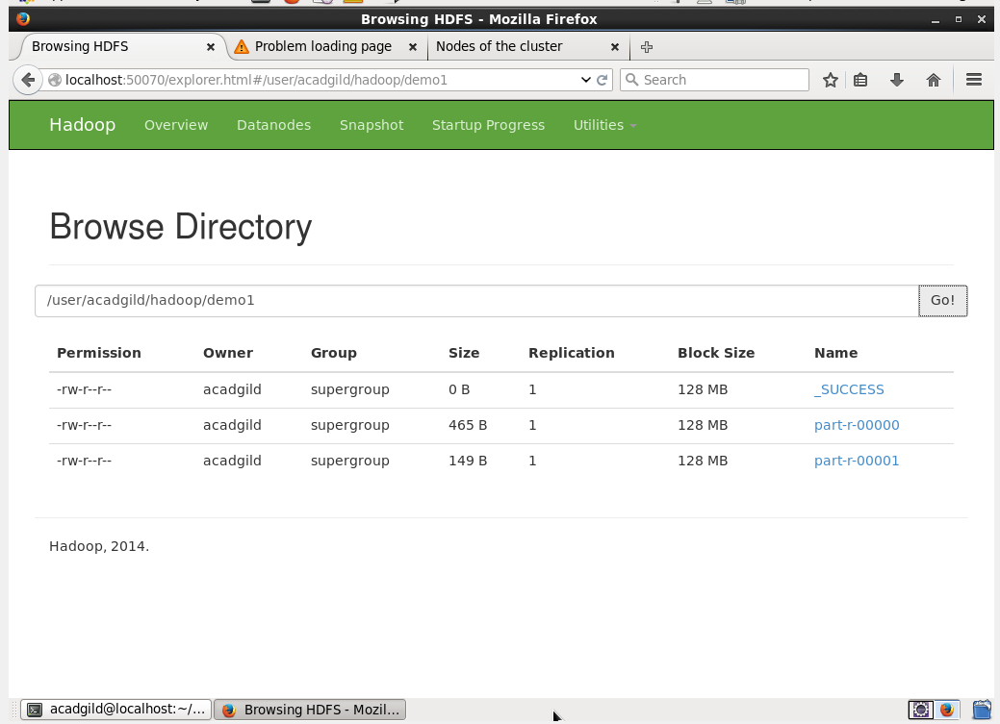 Browsing HDFS - Mozilla Firefox
Browsing HDFS Problem loading page Nodes of the cluster
localhost:50070/explorer.html#/user/acadgild/hadoop/demo1 Search
Hadoop Overview Datanodes Snapshot Startup Progress Utilities
Browse Directory
/user/acadgild/hadoop/demo1 Go!
Permission Owner Group Size Replication Block Size Name
-rw-r--r-- acadgild supergroup 0 B 1 128 MB _SUCCESS
-rw-r--r-- acadgild supergroup 465 B 1 128 MB part-r-00000
-rw-r--r-- acadgild supergroup 149 B 1 128 MB part-r-00001
Hadoop, 2014.
acadgild@localhost:~/... Browsing HDFS - Mozil...